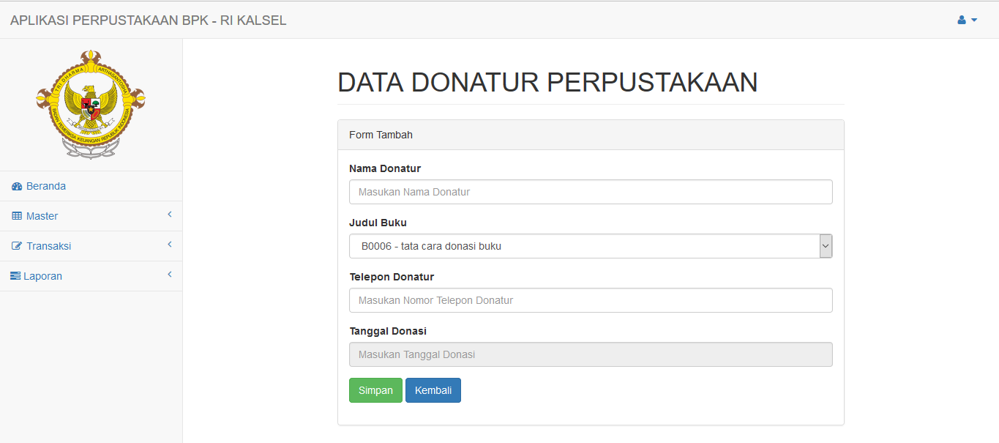 APLIKASI PERPUSTAKAAN BPK - RI KALSEL
TRI DHARMA ARTHASANTOSHA
BADAN PEMERIKSA KEUANGAN REPUBLIK INDONESIA
Beranda
Master
Transaksi
Laporan
DATA DONATUR PERPUSTAKAAN
Form Tambah
Nama Donatur
Masukan Nama Donatur
Judul Buku
B0006 - tata cara donasi buku
Telepon Donatur
Masukan Nomor Telepon Donatur
Tanggal Donasi
Masukan Tanggal Donasi
Simpan Kembali